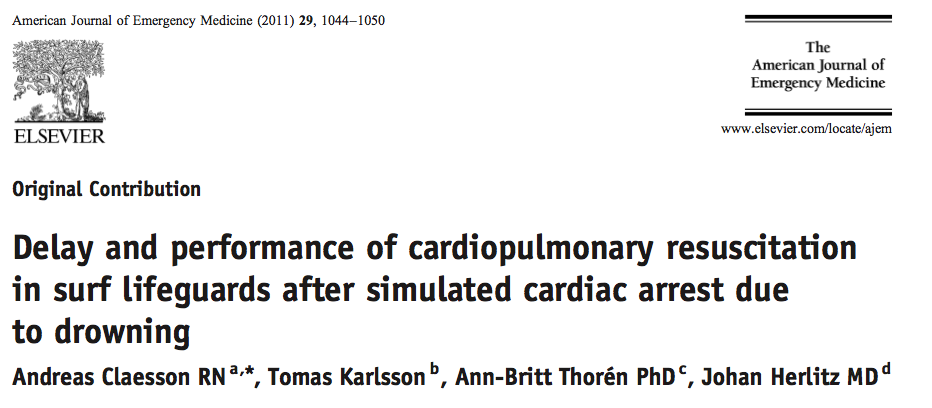 American Journal of Emergency Medicine (2011) 29, 1044–1050
ELSEVIER
The
American Journal of
Emergency Medicine
www.elsevier.com/locate/ajem
Original Contribution
Delay and performance of cardiopulmonary resuscitation
in surf lifeguards after simulated cardiac arrest due
to drowning
Andreas Claesson RN a,*, Tomas Karlsson b, Ann-Britt Thorén PhD c, Johan Herlitz MD d